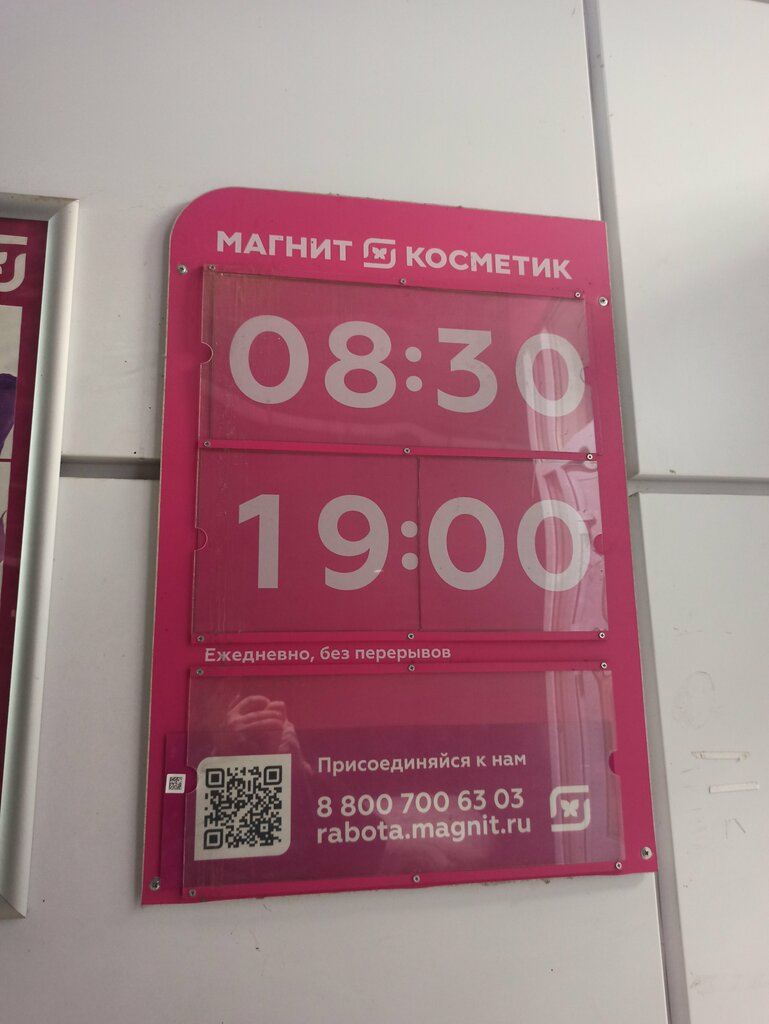 МАГНИТ КОСМЕТИК
08:30
19:00
Ежедневно, без перерывов
Присоединяйся к нам
8 800 700 63 03
rabota.magnit.ru